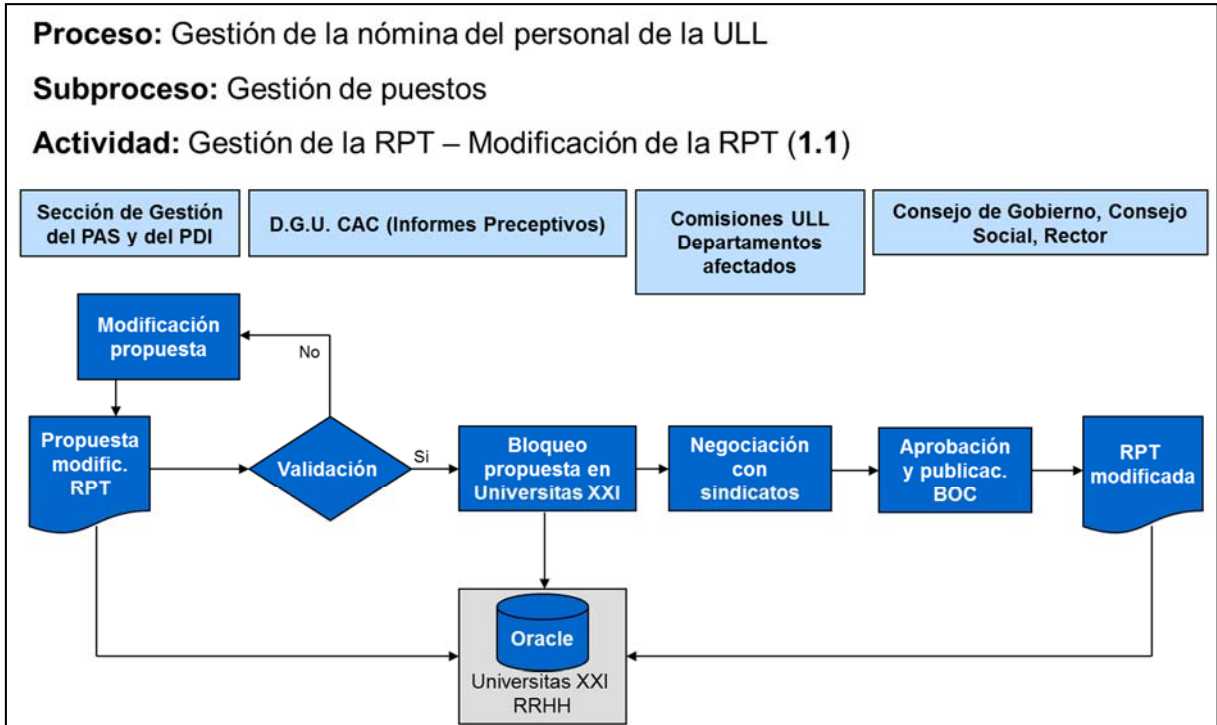 Proceso: Gestión de la nómina del personal de la ULL
Subproceso: Gestión de puestos
Actividad: Gestión de la RPT – Modificación de la RPT (1.1)
Sección de Gestión
del PAS y del PDI
D.G.U. CAC (Informes Preceptivos)
Comisiones ULL
Departamentos
afectados
Consejo de Gobierno, Consejo
Social, Rector
Modificación
propuesta
No
Propuesta
modific.
RPT
Validación
Si
Bloqueo
propuesta en
Universitas XXI
Negociación
con
sindicatos
Aprobación
y publicac.
BOC
RPT
modificada
Oracle
Universitas XXI
RRHH